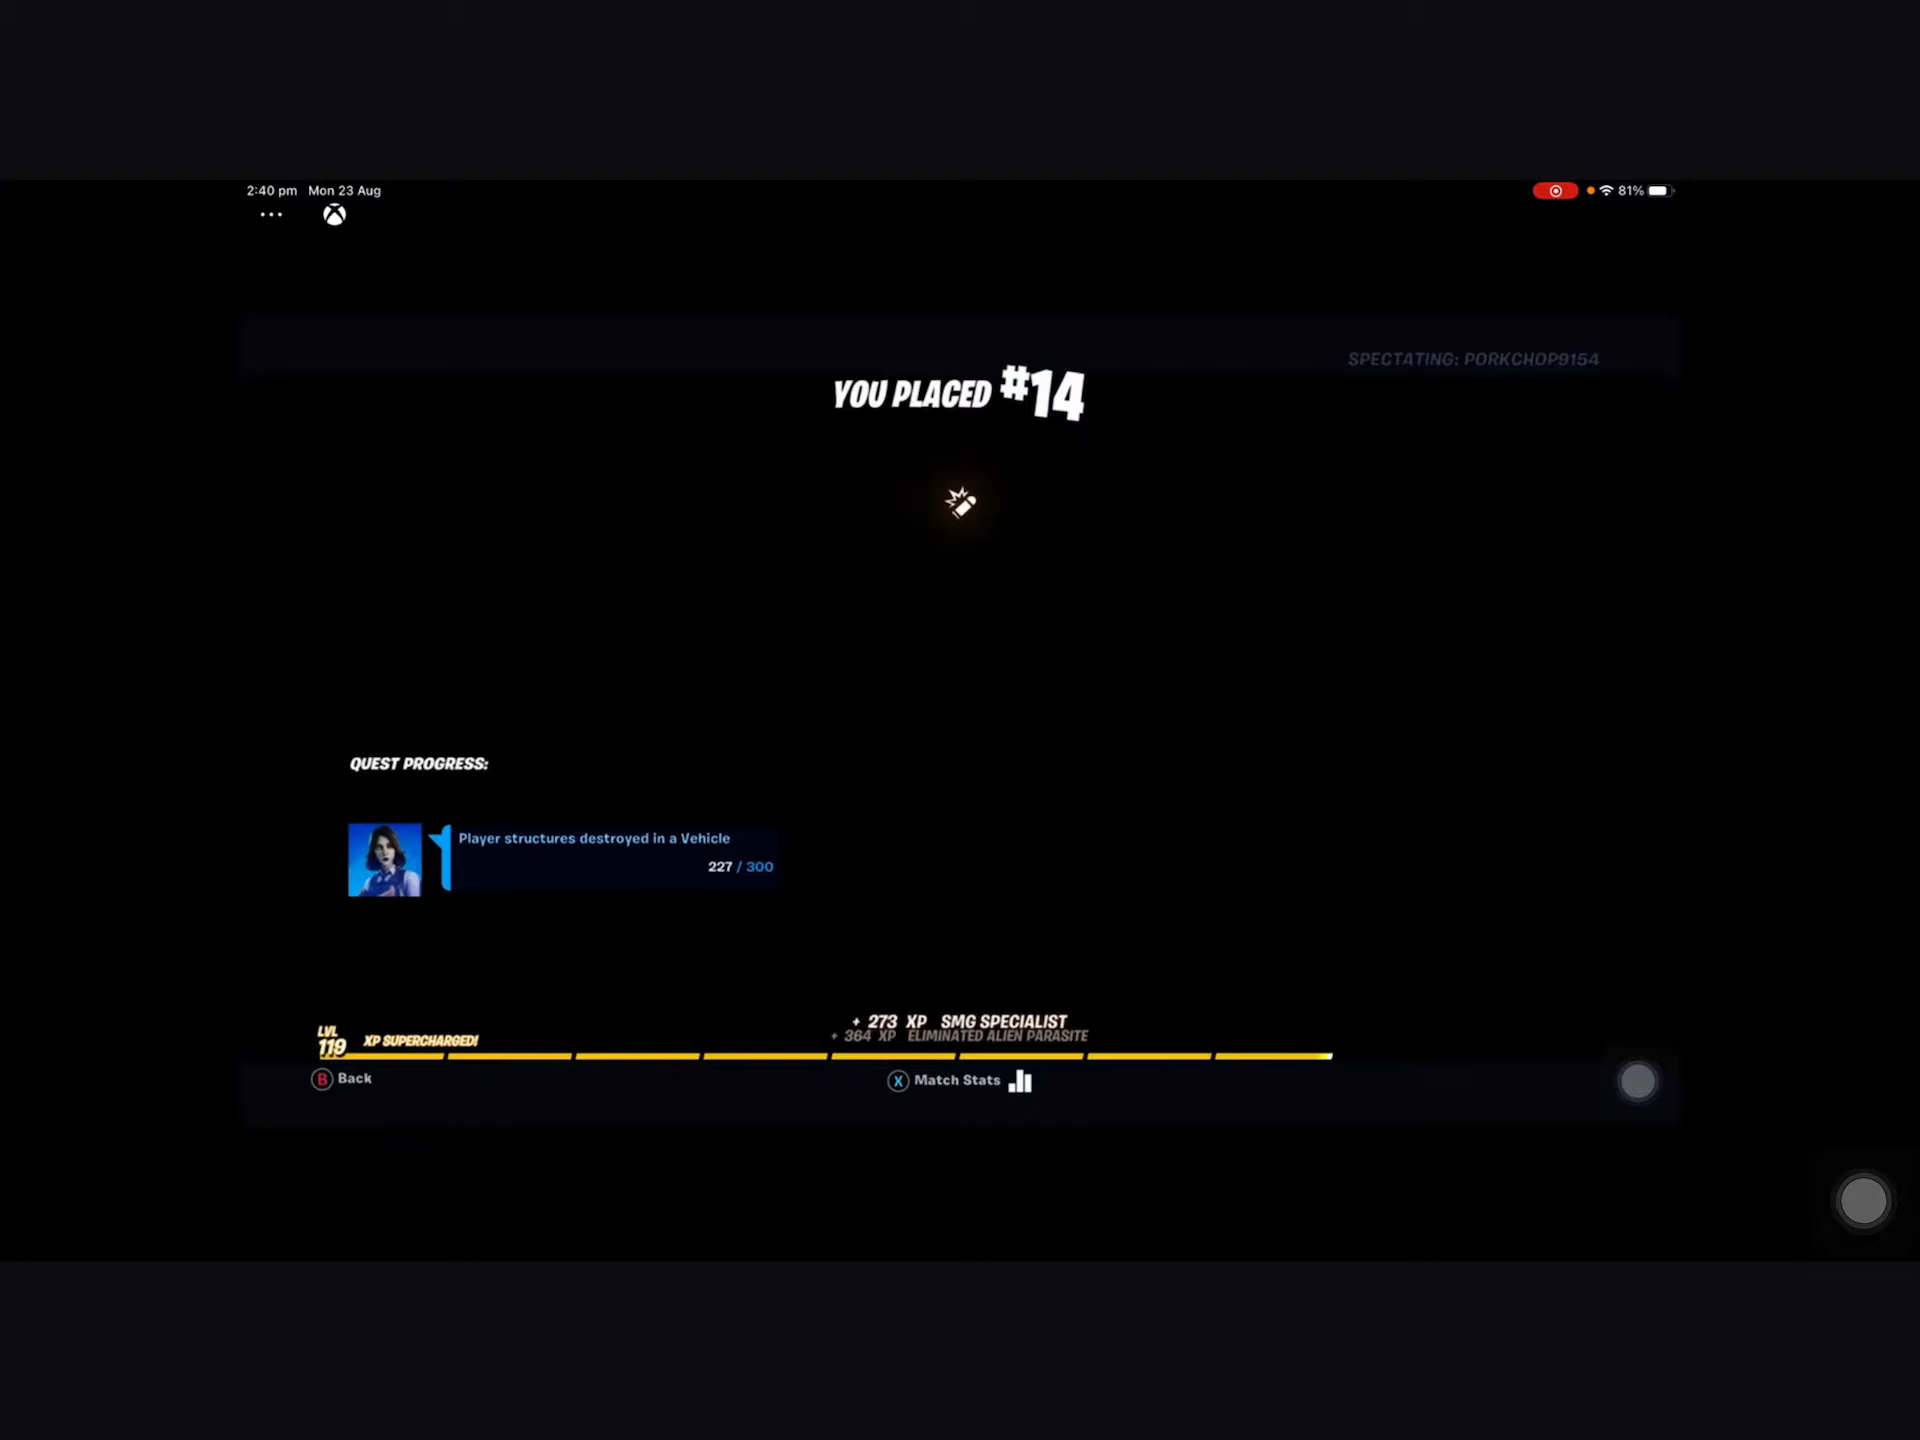 2:40 pm Mon 23 Aug
81%
SPECTATING: PORKCHOP9154
YOU PLACED #14
QUEST PROGRESS:
Player structures destroyed in a Vehicle
227 / 300
+ 273 XP SMG SPECIALIST
+ 364 XP ELIMINATED ALIEN PARASITE
LVL
119
XP SUPERCHARGED!
B Back
X Match Stats